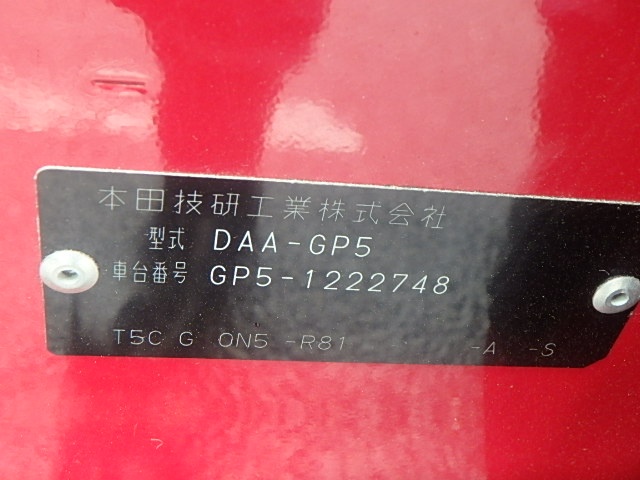 本田技研工業株式会社
型式 DAA-GP5
車台番号 GP5-1222748
T5C G 0N5 -R81 - -A -S